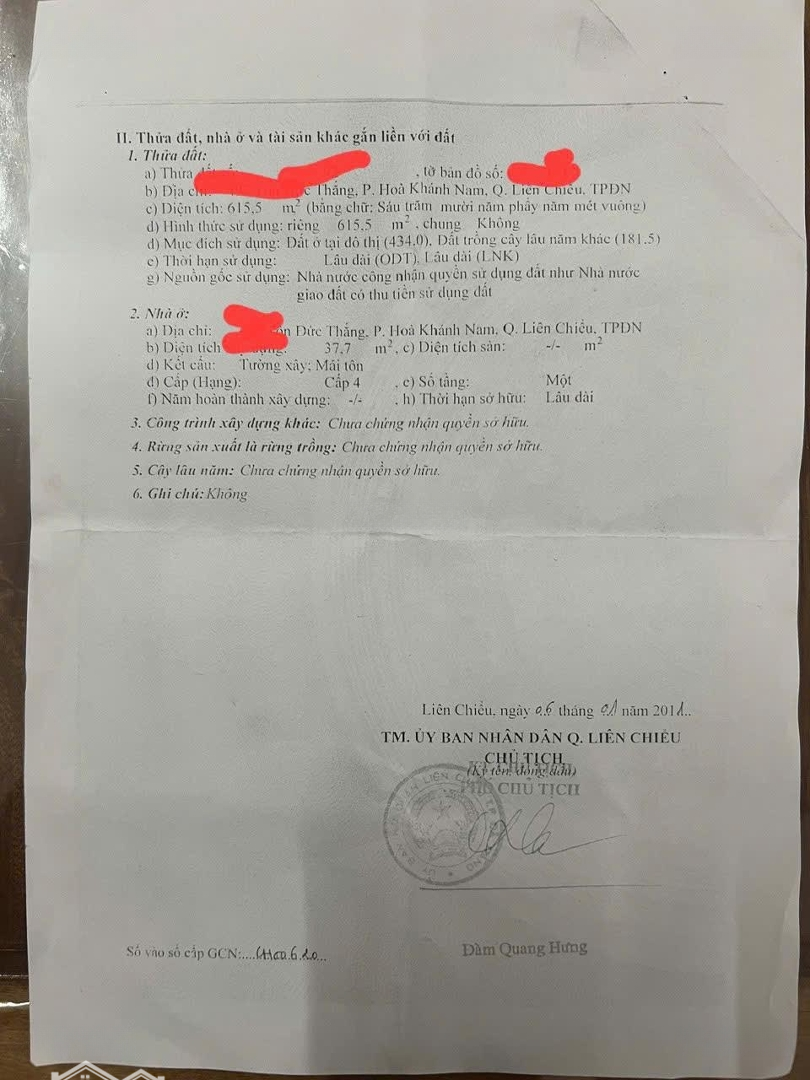 II. Thửa đất, nhà ở và tài sản khác gắn liền với đất
1. Thửa đất:
a) Thửa , tờ bản đồ số:
b) Địa chỉ: Thắng, P. Hoà Khánh Nam, Q. Liên Chiểu, TPĐN
c) Diện tích: 615,5 m² (bằng chữ: Sáu trăm mười năm phẩy năm mét vuông)
d) Hình thức sử dụng: riêng 615,5 m², chung Không
đ) Mục đích sử dụng: Đất ở tại đô thị (434,0), Đất trồng cây lâu năm khác (181,5)
e) Thời hạn sử dụng: Lâu dài (ODT), Lâu dài (LNK)
g) Nguồn gốc sử dụng: Nhà nước công nhận quyền sử dụng đất như Nhà nước
giao đất có thu tiền sử dụng đất
2. Nhà ở:
a) Địa chỉ: Đức Thắng, P. Hoà Khánh Nam, Q. Liên Chiểu, TPĐN
b) Diện tích dựng: 37,7 m², c) Diện tích sàn: -/- m²
d) Kết cấu: Tường xây; Mái tôn
đ) Cấp (Hạng): Cấp 4 , e) Số tầng: Một
f) Năm hoàn thành xây dựng: -/- , h) Thời hạn sở hữu: Lâu dài
3. Công trình xây dựng khác: Chưa chứng nhận quyền sở hữu.
4. Rừng sản xuất là rừng trồng: Chưa chứng nhận quyền sở hữu.
5. Cây lâu năm: Chưa chứng nhận quyền sở hữu.
6. Ghi chú: Không
Liên Chiểu, ngày 06 tháng 01 năm 2011..
TM. ỦY BAN NHÂN DÂN Q. LIÊN CHIỂU
CHỦ TỊCH
(Ký tên, đóng dấu)
PHÓ CHỦ TỊCH
Đàm Quang Hưng
Số vào sổ cấp GCN:....